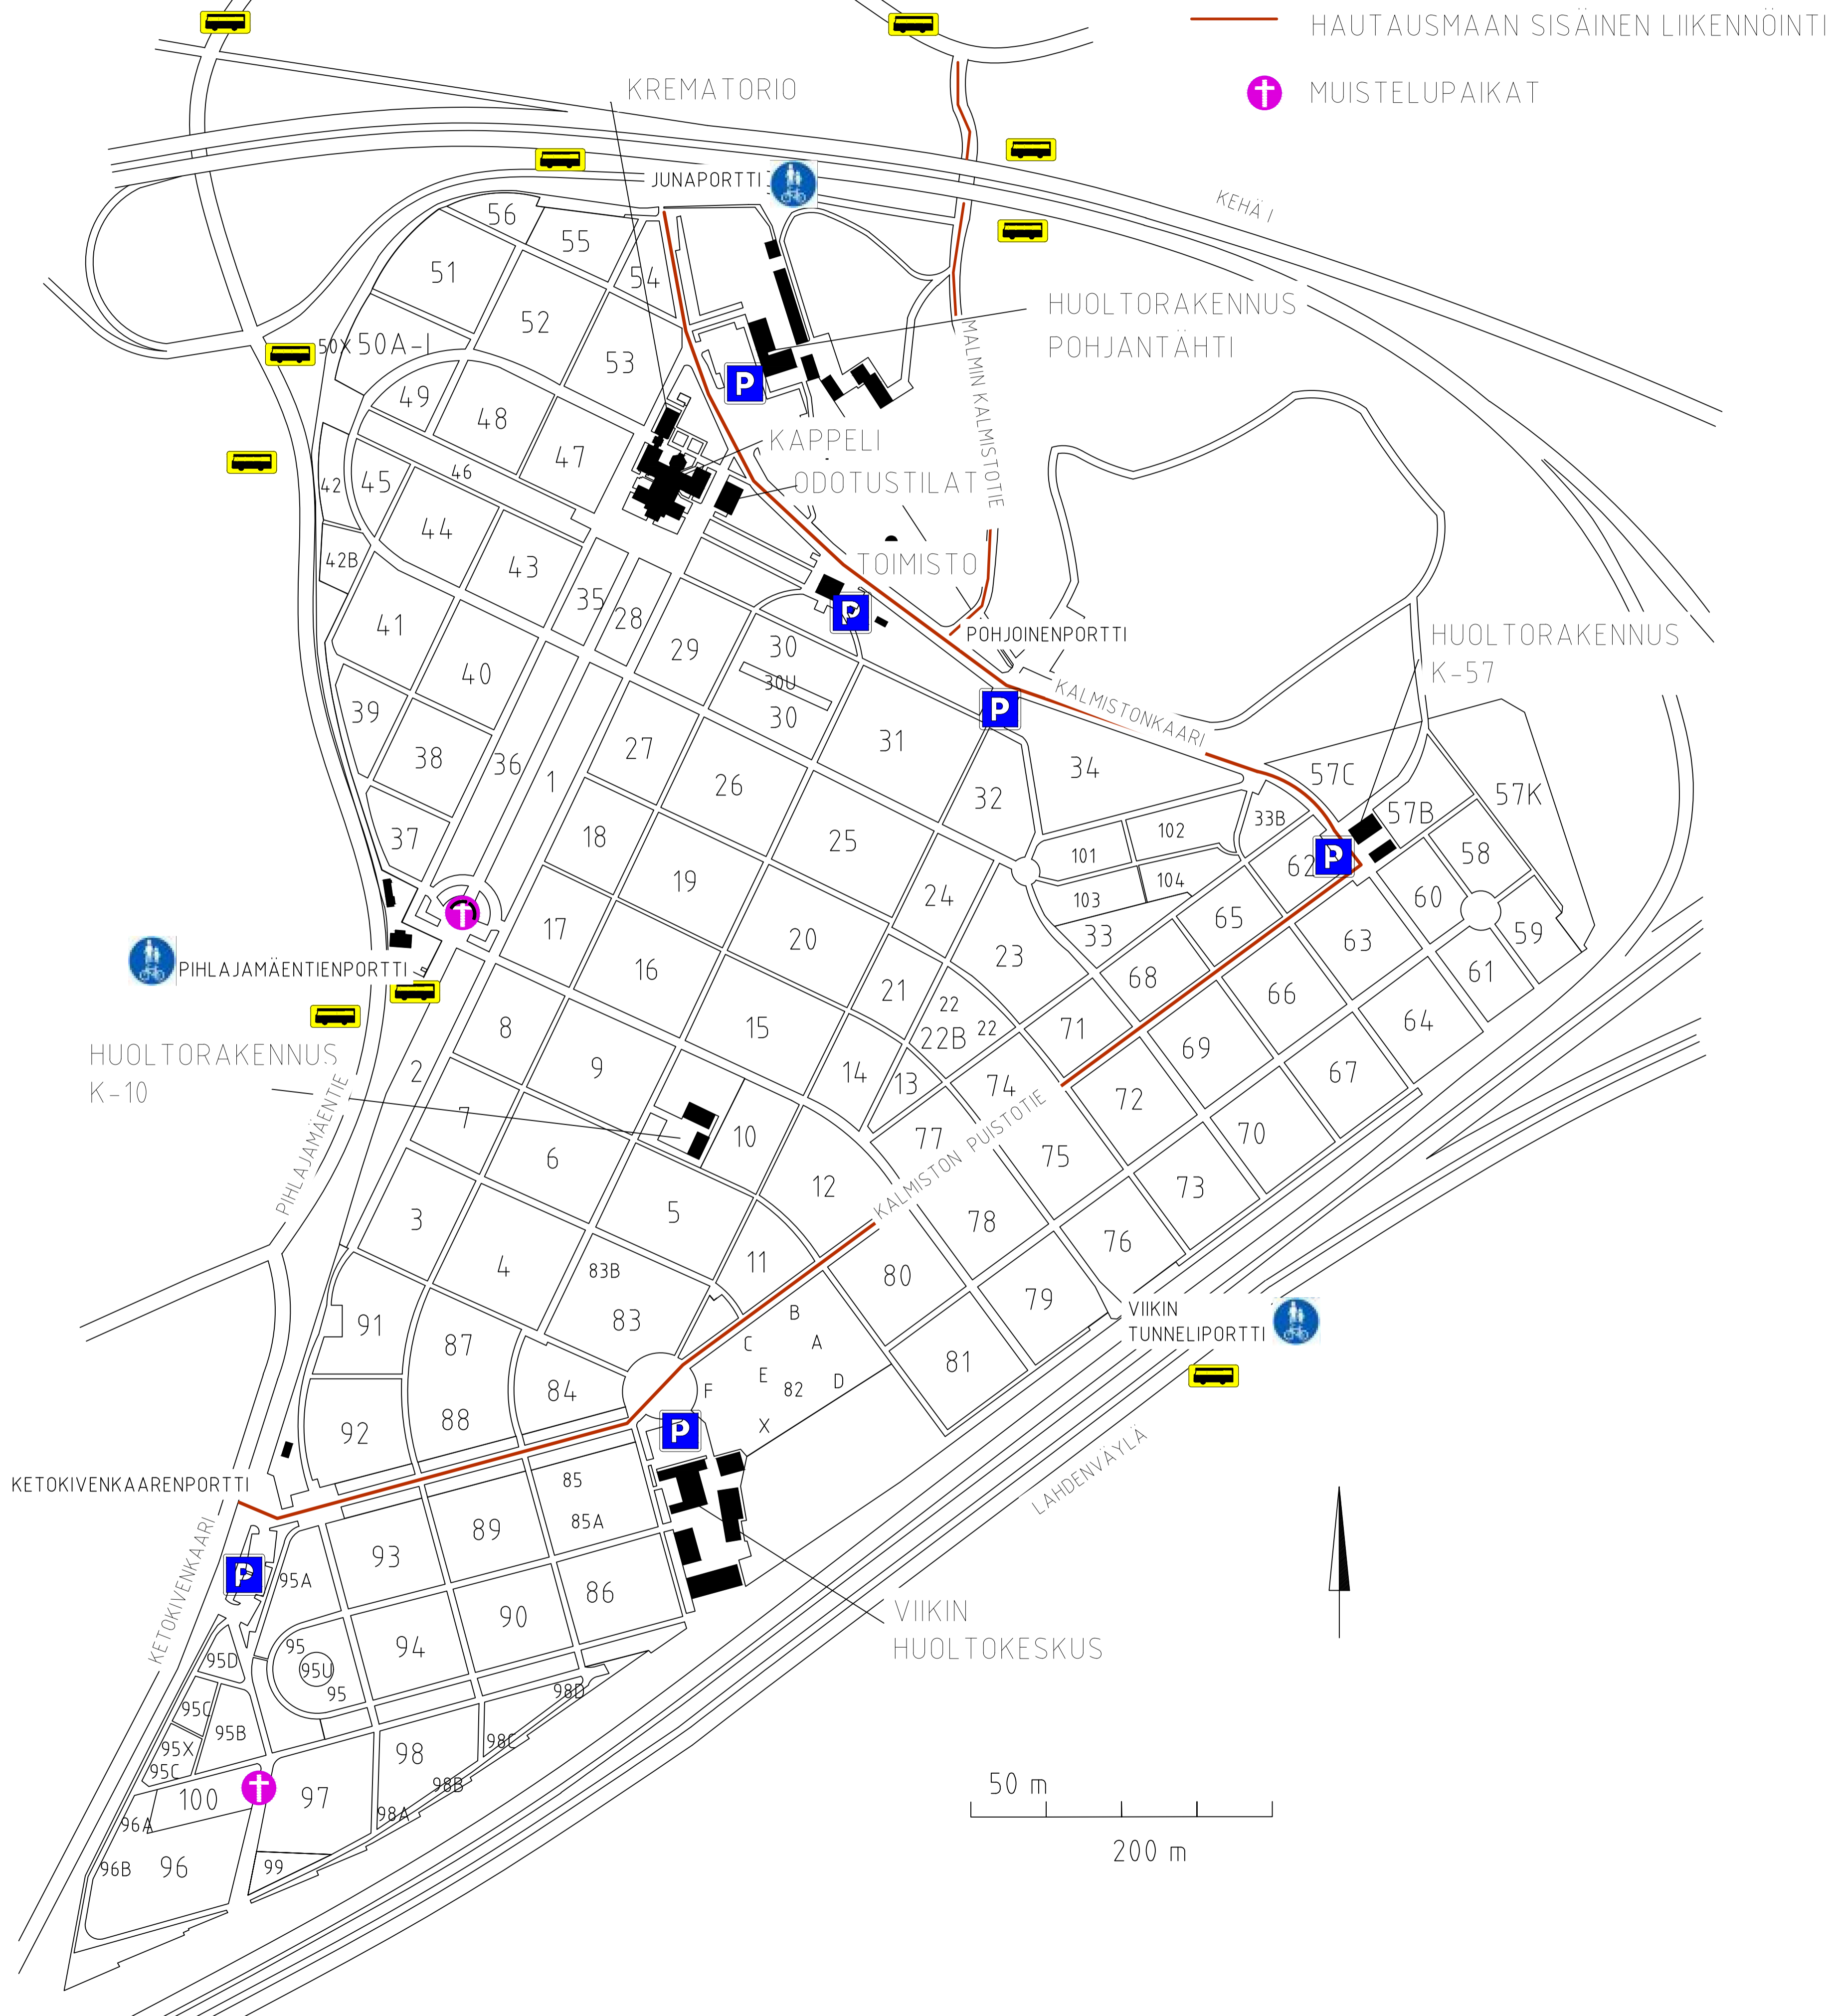 HAUTAUSMAAN SISÄINEN LIIKENNÖINTI
MUISTELUPAIKAT
KREMATORIO
JUNAPORTTI
KEHÄ I
HUOLTORAKENNUS
POHJANTÄHTI
MALMIN KALMISTOTIE
KAPPELI
ODOTUSTILAT
TOIMISTO
POHJOINENPORTTI
KALMISTONKAARI
HUOLTORAKENNUS
K-57
56
55
54
51
52
53
50X
50A-I
49
48
47
46
45
42
44
43
42B
41
40
35
28
29
30
30U
30
39
38
36
1
27
26
31
32
34
37
18
25
101
102
103
104
33B
33
57C
57B
57K
58
62
60
59
19
24
65
63
61
17
20
23
68
66
64
16
21
22
22B
22
71
69
67
PIHLAJAMÄENTIENPORTTI
HUOLTORAKENNUS
K-10
PIHLAJAMÄENTIE
8
9
15
14
13
74
72
70
2
7
10
77
75
73
6
12
KALMISTON PUISTOTIE
3
5
78
76
4
11
83B
80
79
83
81
91
87
84
92
88
B
C
A
E
82
D
F
X
VIIKIN
TUNNELIPORTTI
LAHDENVÄYLÄ
KETOKIVENKAARENPORTTI
KETOKIVENKAARI
85
85A
89
93
86
90
94
95A
95
95U
95
95D
95C
95B
95X
95C
98D
98C
98
98B
98A
97
100
96A
96B
96
99
VIIKIN
HUOLTOKESKUS
50 m
200 m
P
P
P
P
P
P